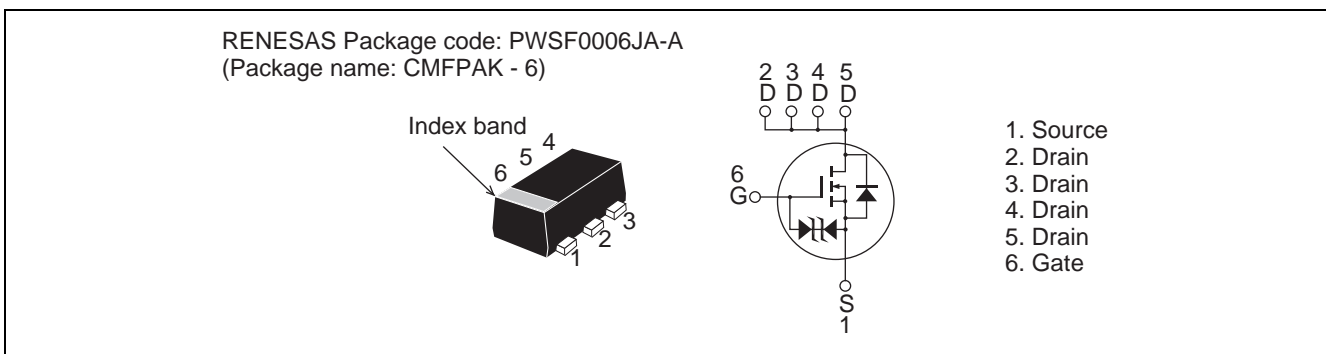 RENESAS Package code: PWSF0006JA-A
(Package name: CMFPAK - 6)
Index band
6 5 4
1 2 3
2 3 4 5
D D D D
6
G
S
1
1. Source
2. Drain
3. Drain
4. Drain
5. Drain
6. Gate